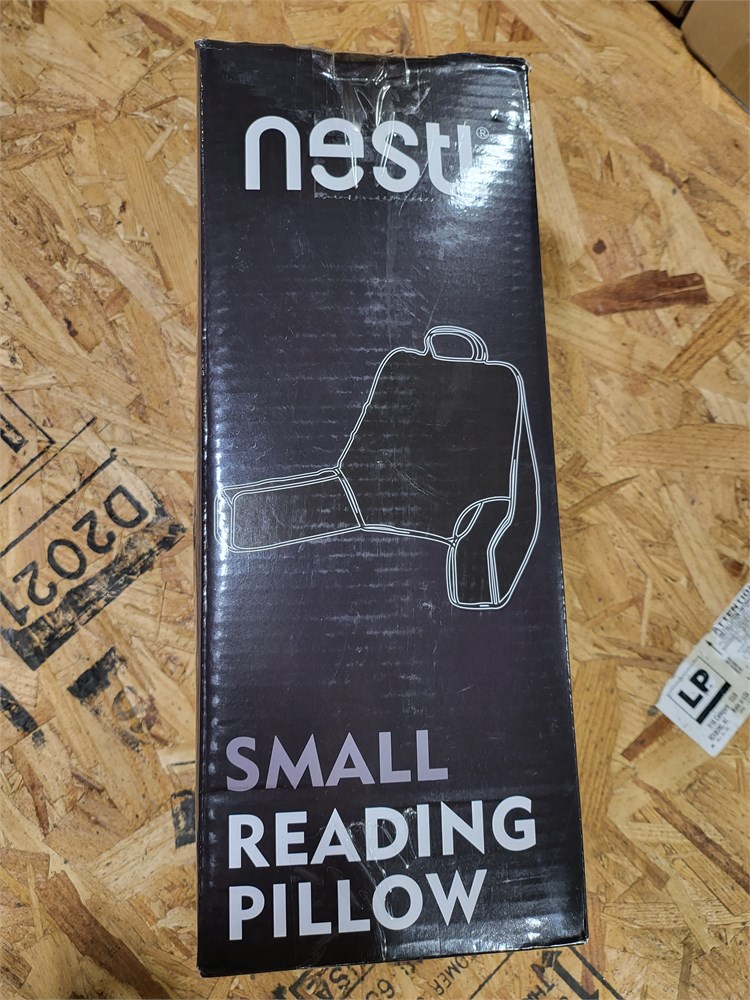 nestl®
SMALL
READING
PILLOW
D2021
LP